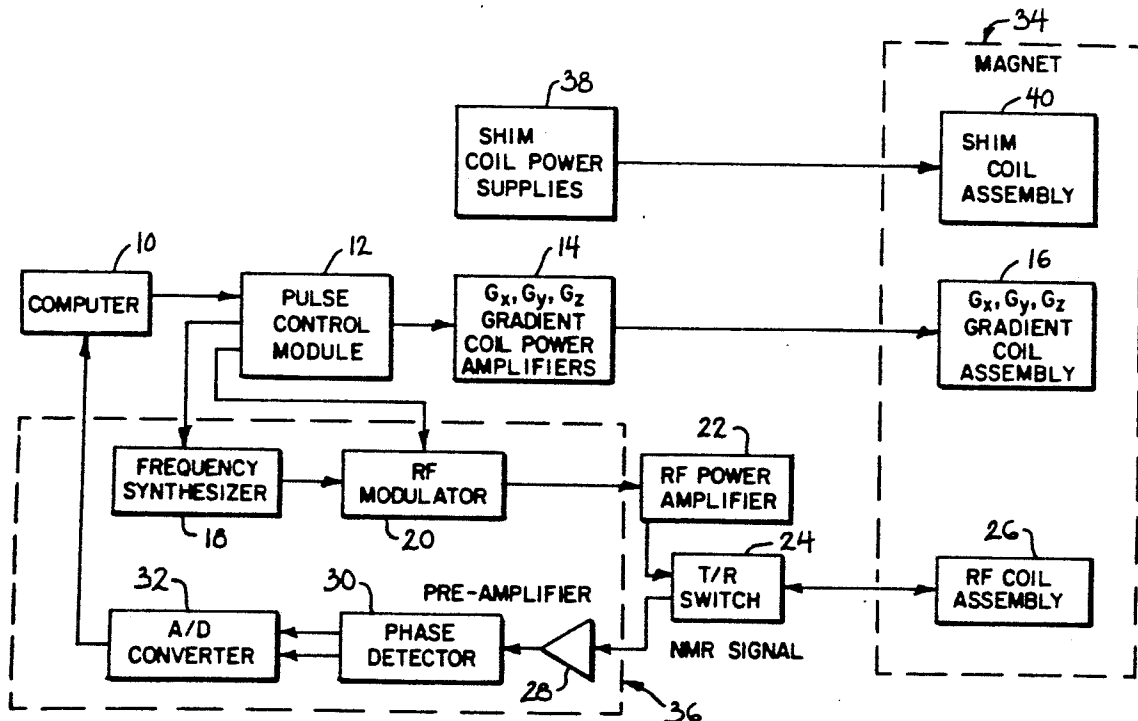 34
MAGNET
38
SHIM
COIL POWER
SUPPLIES
40
SHIM
COIL
ASSEMBLY
10
COMPUTER
12
PULSE
CONTROL
MODULE
14
Gx, Gy, Gz
GRADIENT
COIL POWER
AMPLIFIERS
16
Gx, Gy, Gz
GRADIENT
COIL
ASSEMBLY
FREQUENCY
SYNTHESIZER
18
RF
MODULATOR
20
22
RF POWER
AMPLIFIER
24
T/R
SWITCH
26
RF COIL
ASSEMBLY
32
A/D
CONVERTER
30
PHASE
DETECTOR
PRE-AMPLIFIER
28
NMR SIGNAL
36